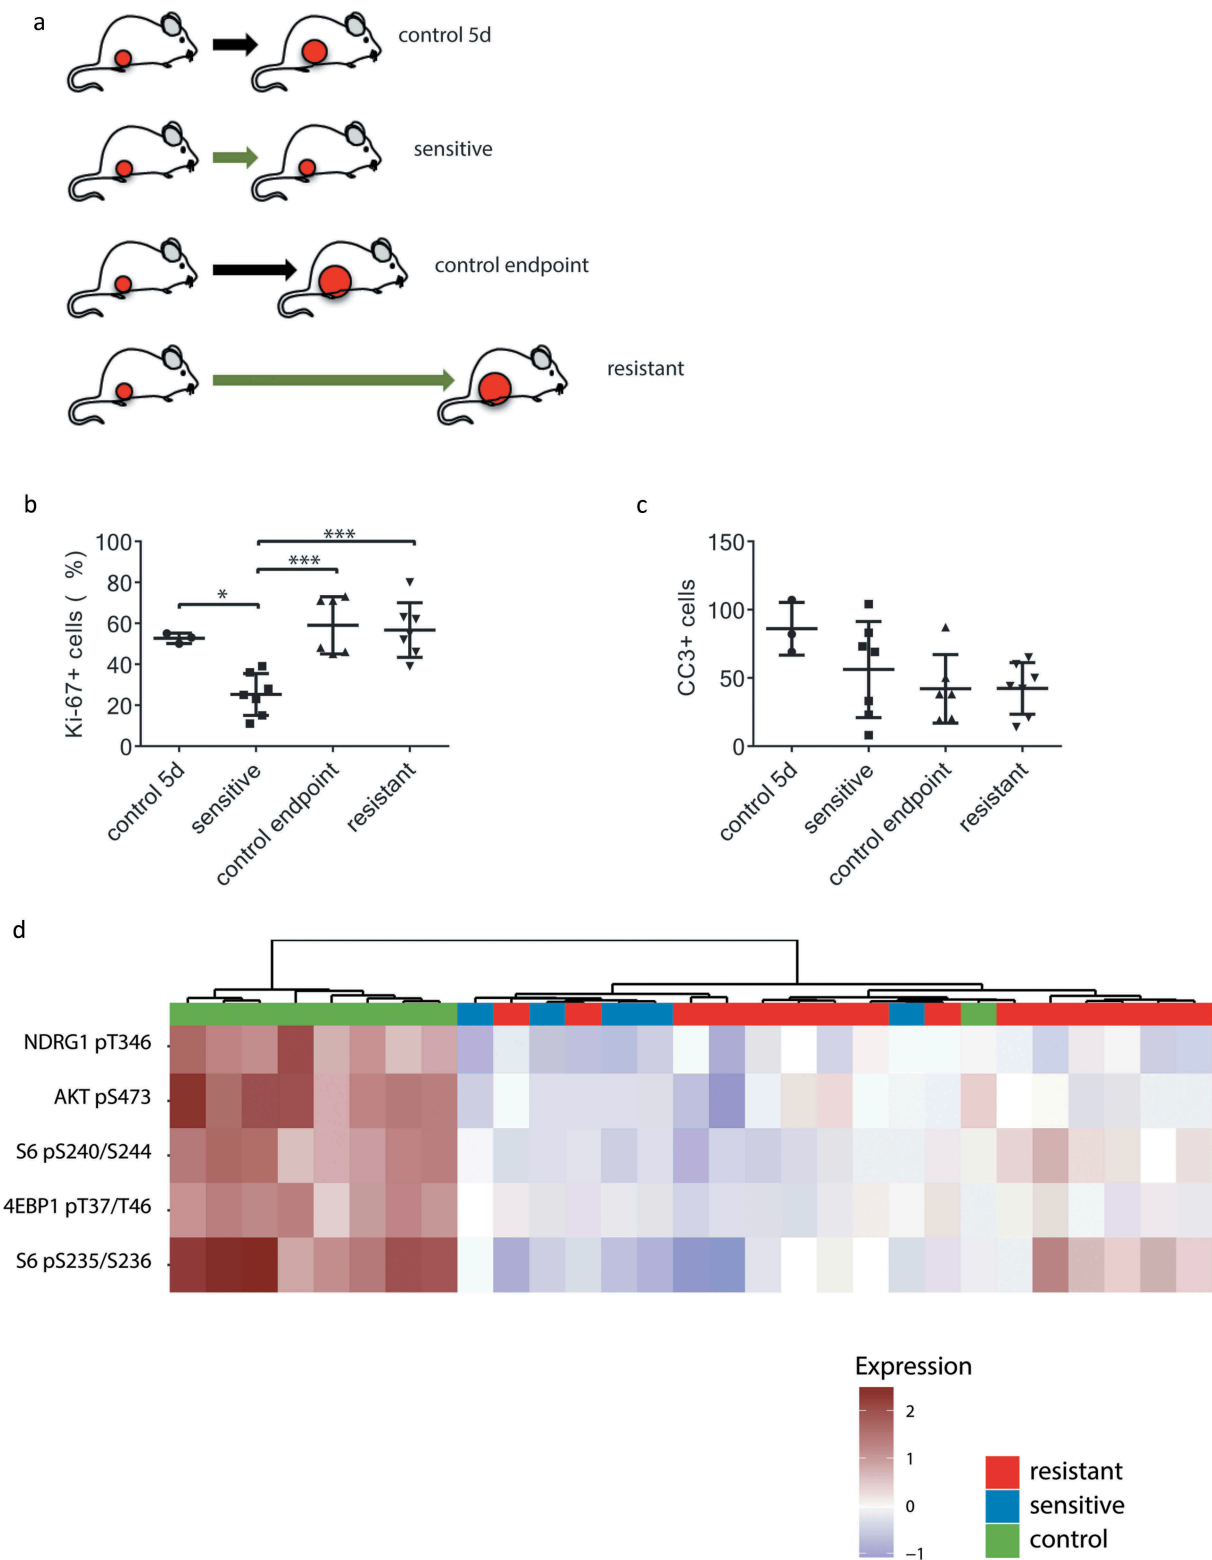 a
control 5d
sensitive
control endpoint
resistant
b
Ki-67+ cells ( %)
100
80
60
40
20
0
***
***
*
control 5d
sensitive
control endpoint
resistant
c
CC3+ cells
150
100
50
0
control 5d
sensitive
control endpoint
resistant
d
NDRG1 pT346
AKT pS473
S6 pS240/S244
4EBP1 pT37/T46
S6 pS235/S236
Expression
2
1
0
−1
resistant
sensitive
control